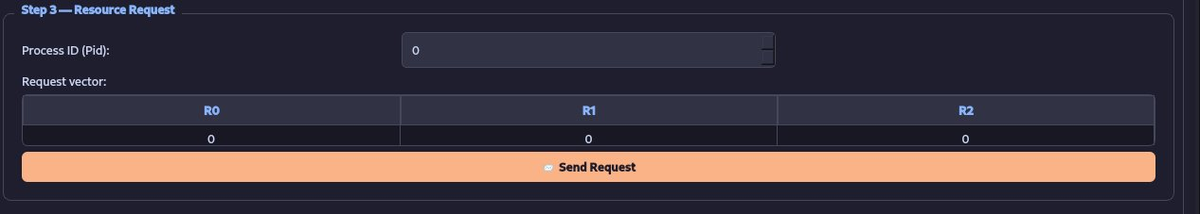 Step 3 — Resource Request
Process ID (Pid):
0
Request vector:
R0 R1 R2
0 0 0
✉️ Send Request